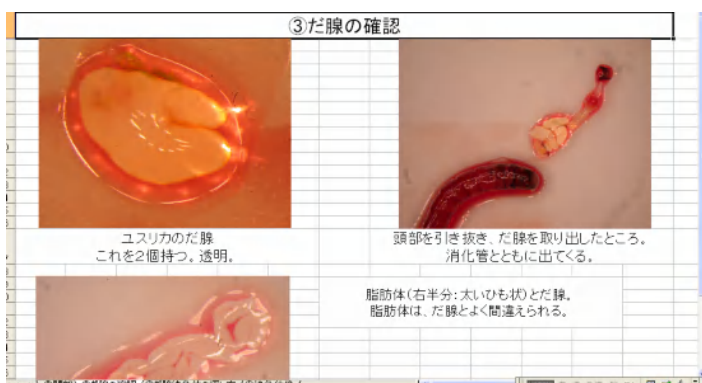 ③だ腺の確認
ユスリカのだ腺
これを2個持つ。透明。
頭部を引き抜き、だ腺を取り出したところ。
消化管とともに出てくる。
脂肪体(右半分:太いひも状)とだ腺。
脂肪体は、だ腺とよく間違えられる。